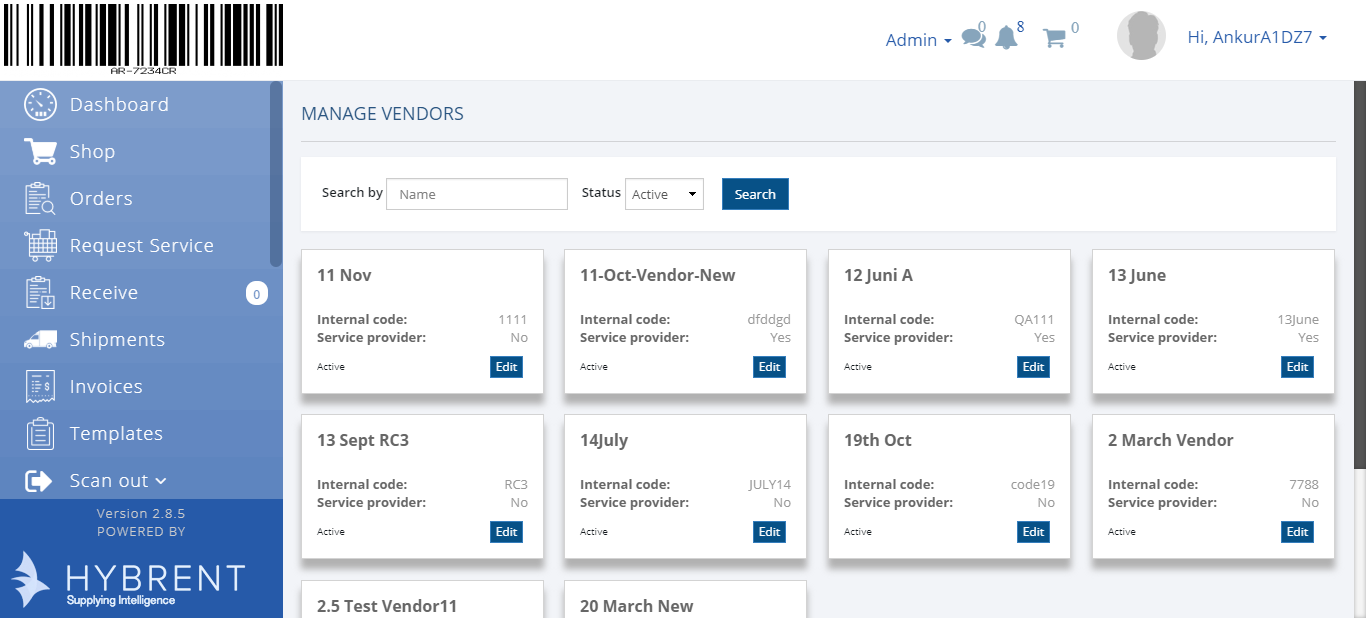 AR-7234CR
Admin
0
8
0
Hi, AnkurA1DZ7
Dashboard
Shop
Orders
Request Service
Receive
0
Shipments
Invoices
Templates
Scan out
Version 2.8.5
POWERED BY
HYBRENT
Supplying Intelligence
MANAGE VENDORS
Search by Name Status Active Search
11 Nov
Internal code: 1111
Service provider: No
Active Edit
11-Oct-Vendor-New
Internal code: dfddgd
Service provider: Yes
Active Edit
12 Juni A
Internal code: QA111
Service provider: Yes
Active Edit
13 June
Internal code: 13June
Service provider: Yes
Active Edit
13 Sept RC3
Internal code: RC3
Service provider: No
Active Edit
14July
Internal code: JULY14
Service provider: No
Active Edit
19th Oct
Internal code: code19
Service provider: No
Active Edit
2 March Vendor
Internal code: 7788
Service provider: No
Active Edit
2.5 Test Vendor11
20 March New